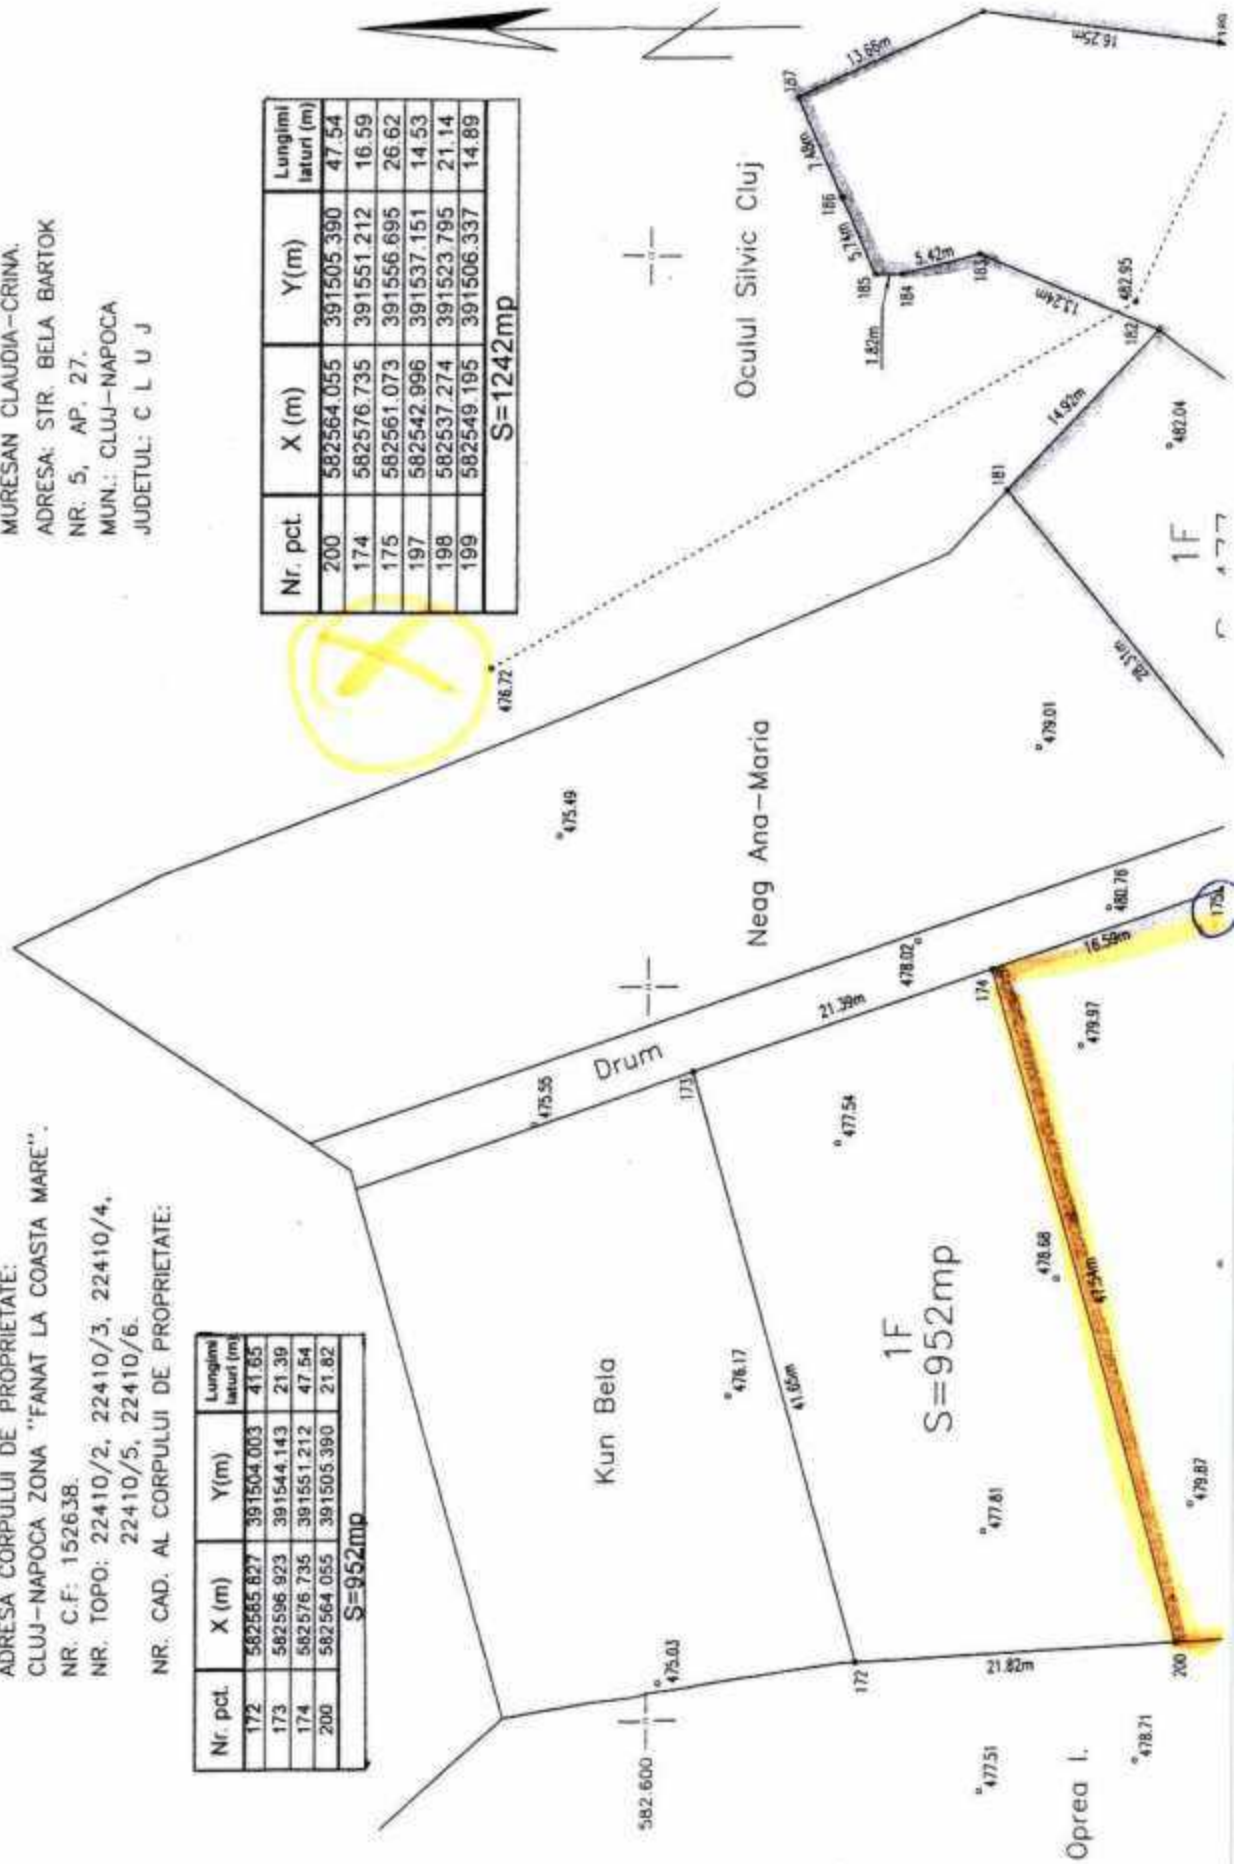 MURESAN CLAUDIA-CRINA.
ADRESA: STR. BELA BARTOK
NR. 5, AP. 27.
MUN.: CLUJ-NAPOCA
JUDETUL: C L U J
ADRESA CORPULUI DE PROPRIETATE:
CLUJ-NAPOCA ZONA "FANAT LA COASTA MARE".
NR. C.F: 152638.
NR. TOPO: 22410/2, 22410/3, 22410/4,
22410/5, 22410/6.
NR. CAD. AL CORPULUI DE PROPRIETATE:
Nr. pct. X (m) Y(m) Lungimi laturi (m)
172 582585.827 391504.003 41.65
173 582596.923 391544.143 21.39
174 582576.735 391551.212 47.54
200 582564.055 391505.390 21.82
S=952mp
Nr. pct. X (m) Y(m) Lungimi laturi (m)
200 582564.055 391505.390 47.54
174 582576.735 391551.212 16.59
175 582561.073 391556.695 26.62
197 582542.996 391537.151 14.53
198 582537.274 391523.795 21.14
199 582549.195 391506.337 14.89
S=1242mp
476.72
475.49
475.55
Drum
Kun Bela
Neag Ana-Maria
Oculul Silvic Cluj
582.600
475.03
173
476.17
41.65m
21.39m
477.54
478.02
187
13.66m
7.48m
186
5.74m
185
184
1.82m
5.42m
183
13.24m
16.25m
182
482.95
14.92m
181
482.04
28.31m
479.01
1F
480.76
175
16.59m
174
479.97
172
1F
S=952mp
477.81
478.68
47.54m
21.82m
200
479.87
477.51
478.71
Oprea I.